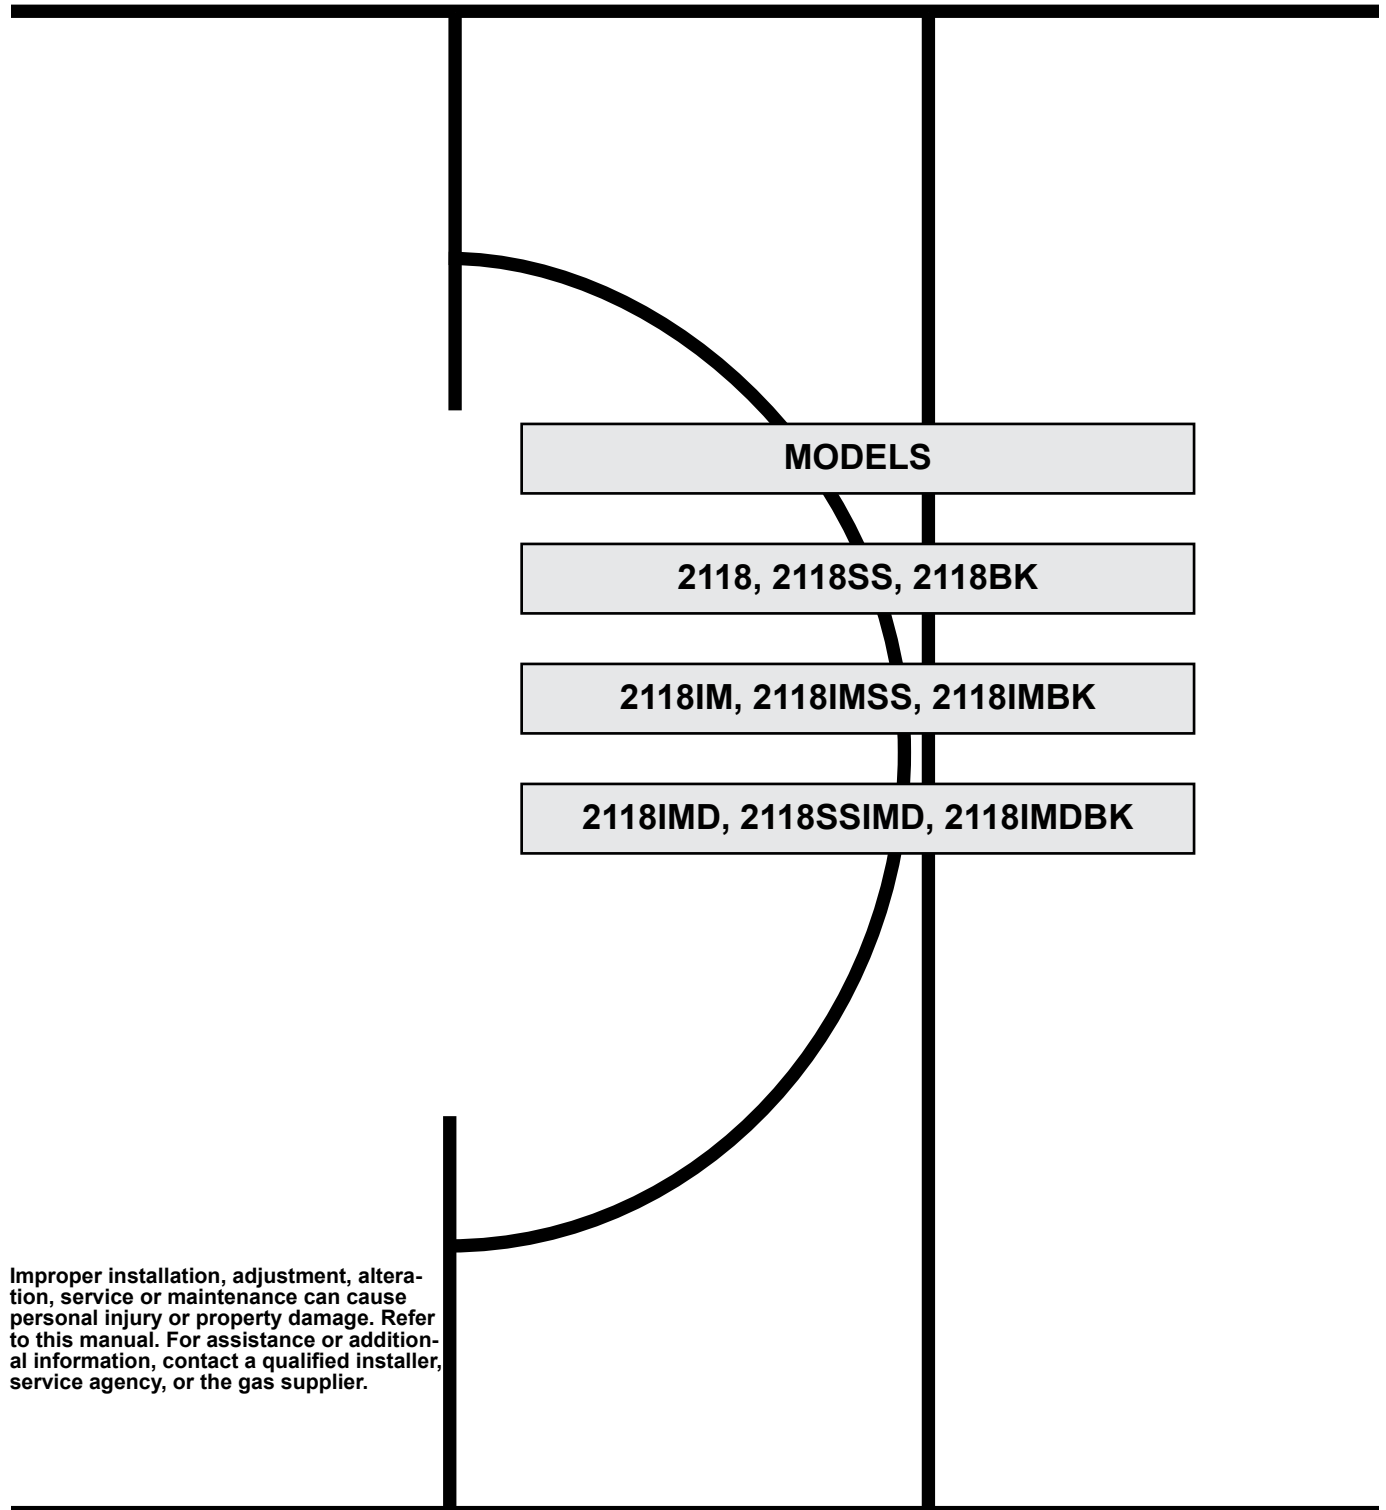 MODELS
2118, 2118SS, 2118BK
2118IM, 2118IMSS, 2118IMBK
2118IMD, 2118SSIMD, 2118IMDBK
Improper installation, adjustment, altera-
tion, service or maintenance can cause
personal injury or property damage. Refer
to this manual. For assistance or addition-
al information, contact a qualified installer,
service agency, or the gas supplier.